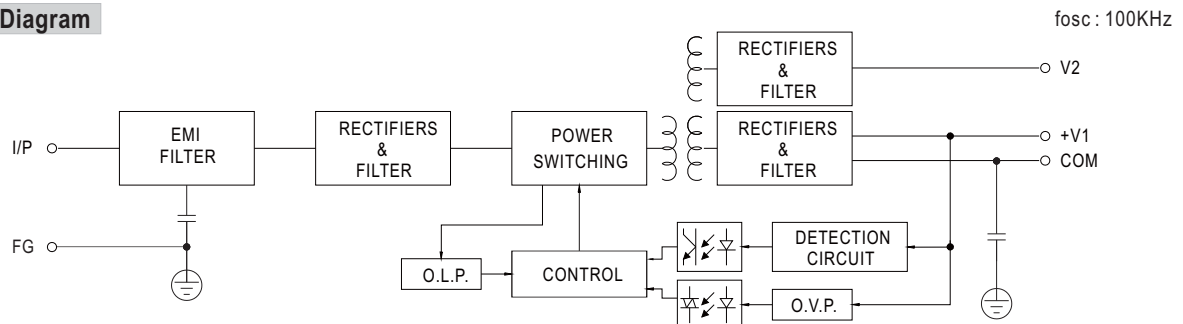 Diagram
fosc : 100KHz
RECTIFIERS
&
FILTER
V2
I/P
EMI
FILTER
RECTIFIERS
&
FILTER
POWER
SWITCHING
RECTIFIERS
&
FILTER
+V1
COM
FG
O.L.P.
CONTROL
DETECTION
CIRCUIT
O.V.P.